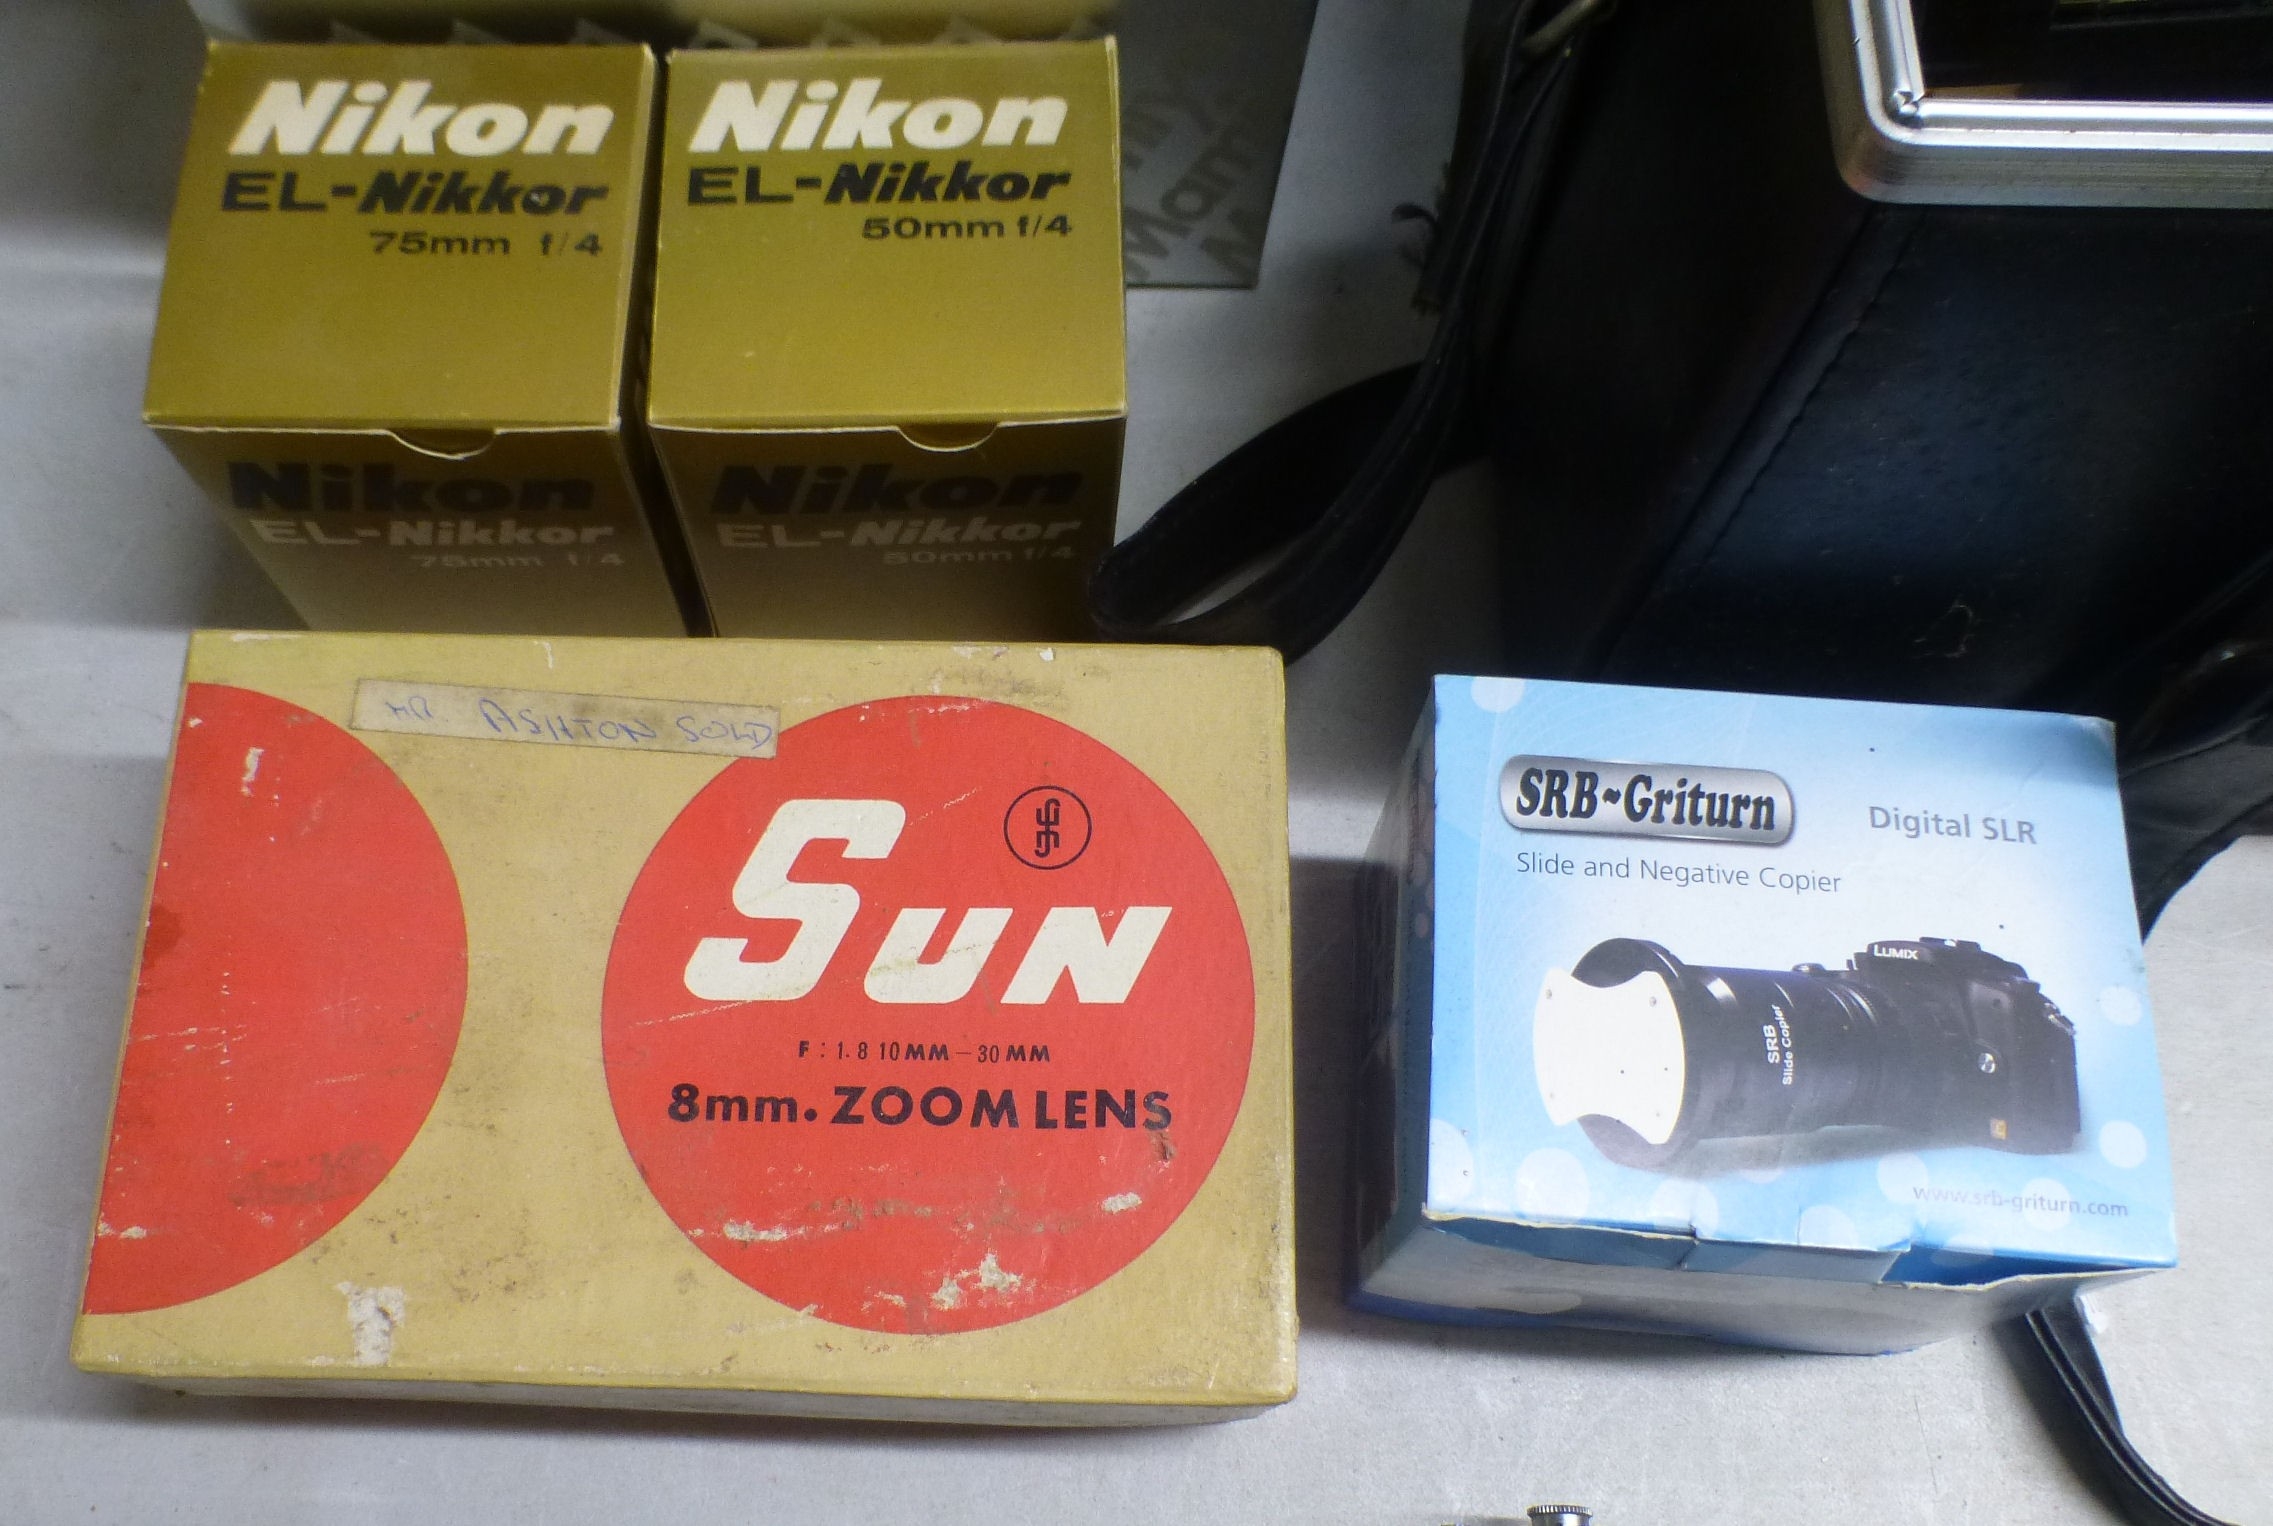 Nikon
EL-Nikkor
75mm f/4
Nikon
EL-Nikkor
50mm f/4
Nikon
EL-Nikkor
75mm f/4
Nikon
EL-Nikkor
50mm f/4
MR. ASHTON SOLD
SUN
F : 1.8 10MM-30MM
8mm. ZOOM LENS
SRB~Griturn
Digital SLR
Slide and Negative Copier
LUMIX
SRB
Slide Copier
www.srb-griturn.com